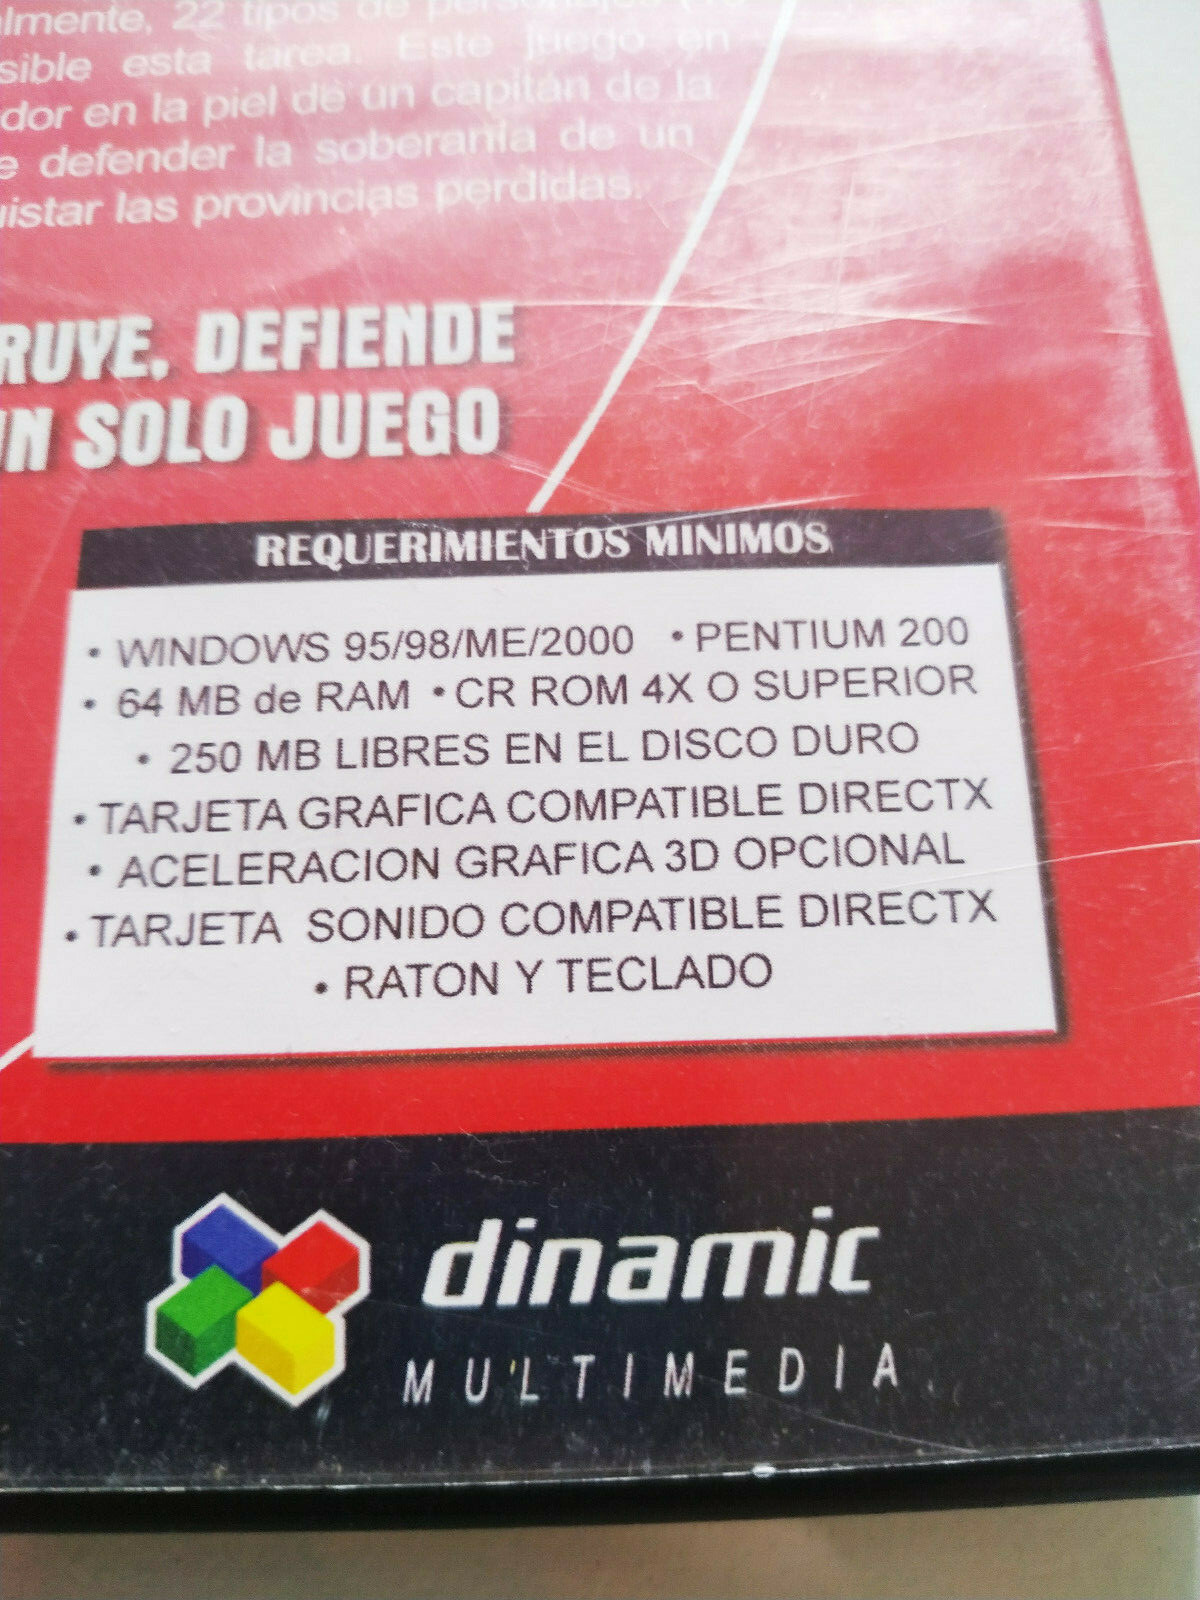 almente, 22 tipos de personajes
sible esta tarea. Este juego en
dor en la piel de un capitán de la
e defender la soberanía de un
uistar las provincias perdidas.
RUYE, DEFIENDE
UN SOLO JUEGO
REQUERIMIENTOS MINIMOS
• WINDOWS 95/98/ME/2000 • PENTIUM 200
• 64 MB de RAM • CR ROM 4X O SUPERIOR
• 250 MB LIBRES EN EL DISCO DURO
• TARJETA GRAFICA COMPATIBLE DIRECTX
• ACELERACION GRAFICA 3D OPCIONAL
• TARJETA SONIDO COMPATIBLE DIRECTX
• RATON Y TECLADO
dinamic
MULTIMEDIA